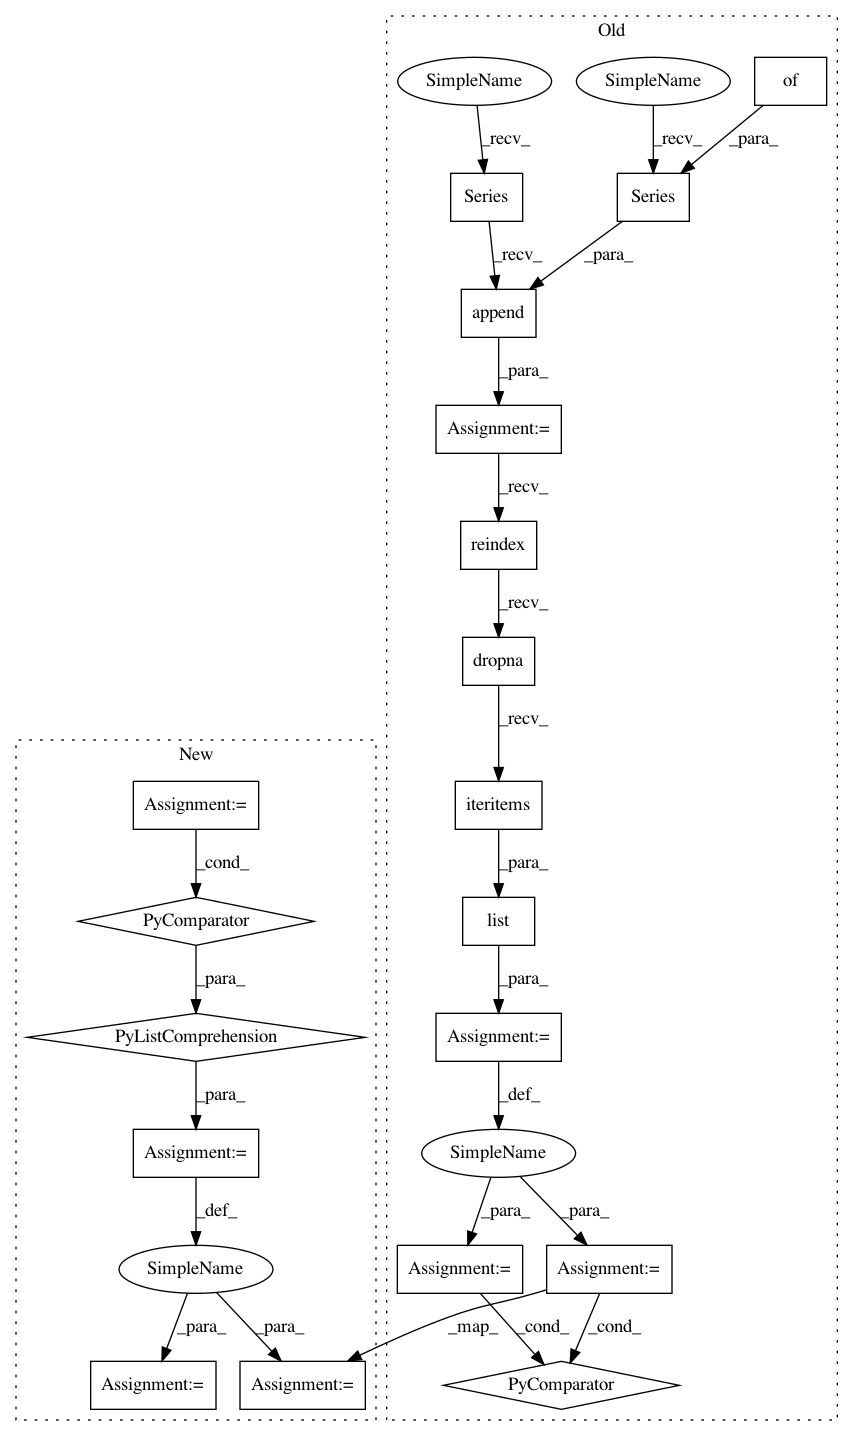 Old
SimpleName
SimpleName
of
_recv_
_recv_
_para_
Series
Series
_recv_
_para_
append
_para_
Assignment:=
_recv_
reindex
_recv_
dropna
_recv_
New
Assignment:=
iteritems
_cond_
_para_
PyComparator
list
_para_
_para_
PyListComprehension
Assignment:=
_para_
_def_
Assignment:=
SimpleName
_def_
_para_
_para_
SimpleName
Assignment:=
Assignment:=
_para_
_para_
_map_
_cond_
_cond_
Assignment:=
Assignment:=
PyComparator